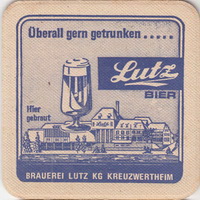 Überall gern getrunken.....
Lutz
BIER
Hier
gebraut
BRAUEREI LUTZ KG KREUZWERTHEIM